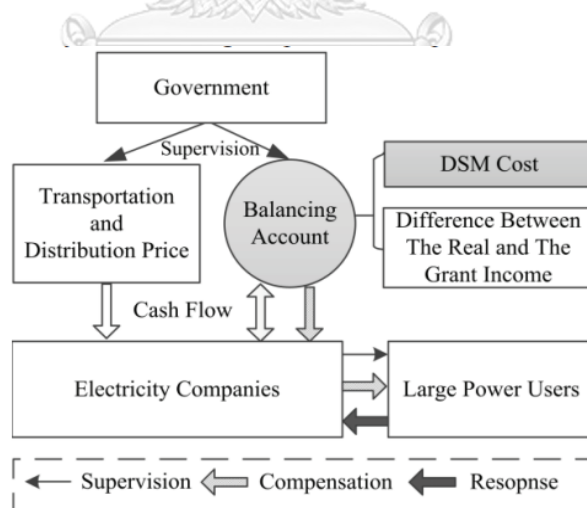 Government
Supervision
Transportation
and
Distribution Price
Balancing
Account
DSM Cost
Difference Between
The Real and The
Grant Income
Cash Flow
Electricity Companies
Large Power Users
Supervision
Compensation
Resopnse